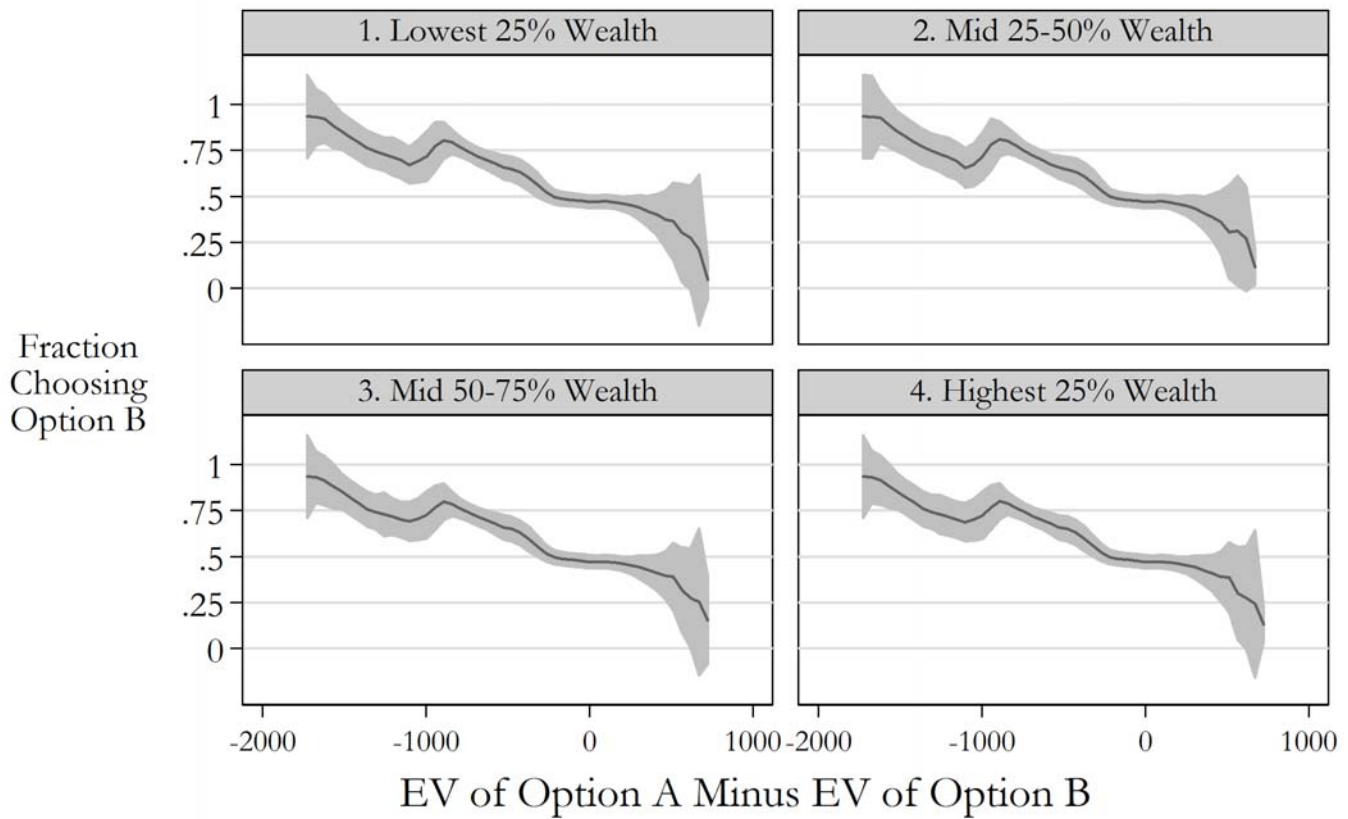 1. Lowest 25% Wealth
2. Mid 25-50% Wealth
1
.75
.5
.25
0
Fraction
Choosing
Option B
3. Mid 50-75% Wealth
4. Highest 25% Wealth
1
.75
.5
.25
0
-2000 -1000 0 1000 -2000 -1000 0 1000
EV of Option A Minus EV of Option B